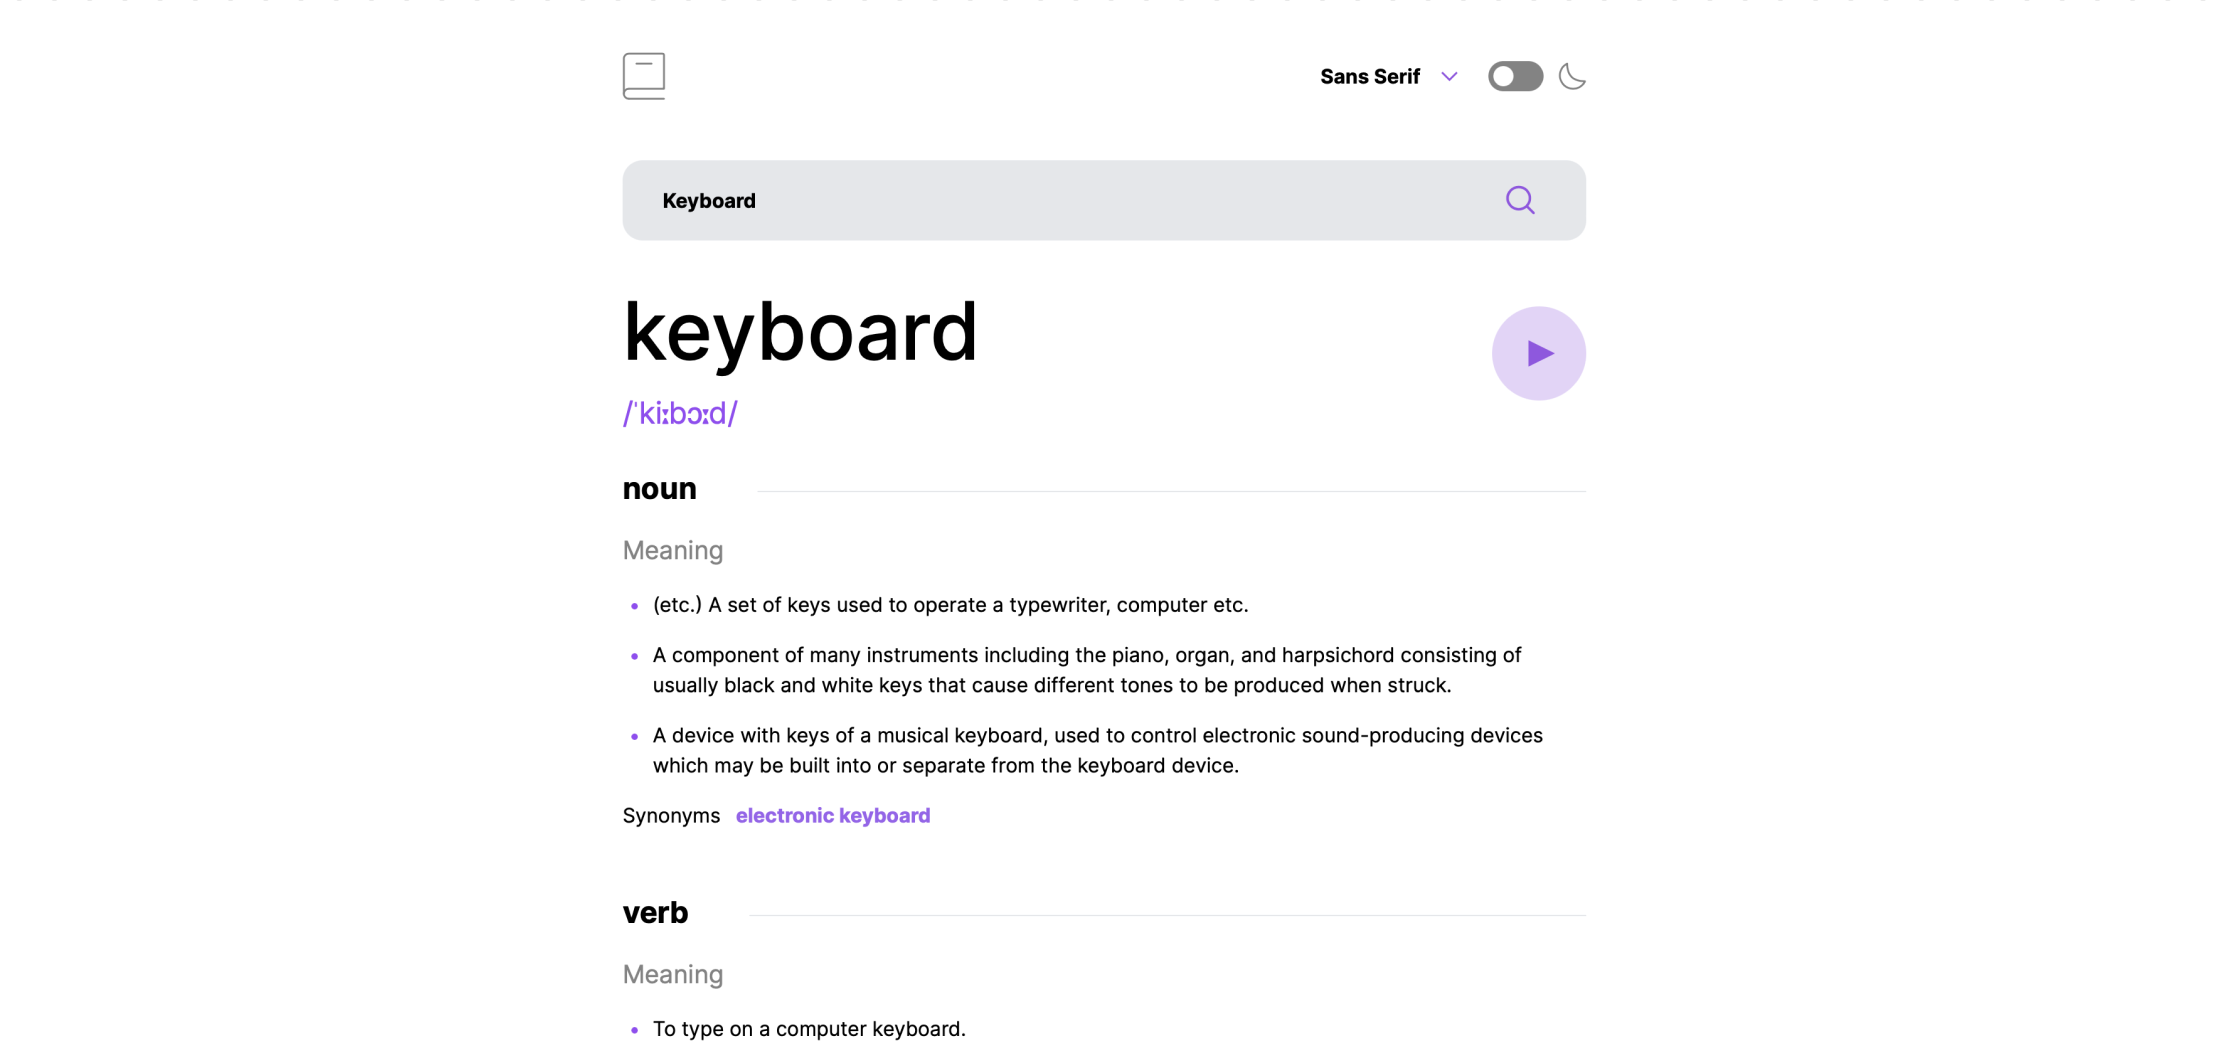 Sans Serif
Keyboard
keyboard
/ˈkiːbɔːd/
noun
Meaning
(etc.) A set of keys used to operate a typewriter, computer etc.
A component of many instruments including the piano, organ, and harpsichord consisting of
usually black and white keys that cause different tones to be produced when struck.
A device with keys of a musical keyboard, used to control electronic sound-producing devices
which may be built into or separate from the keyboard device.
Synonyms electronic keyboard
verb
Meaning
To type on a computer keyboard.